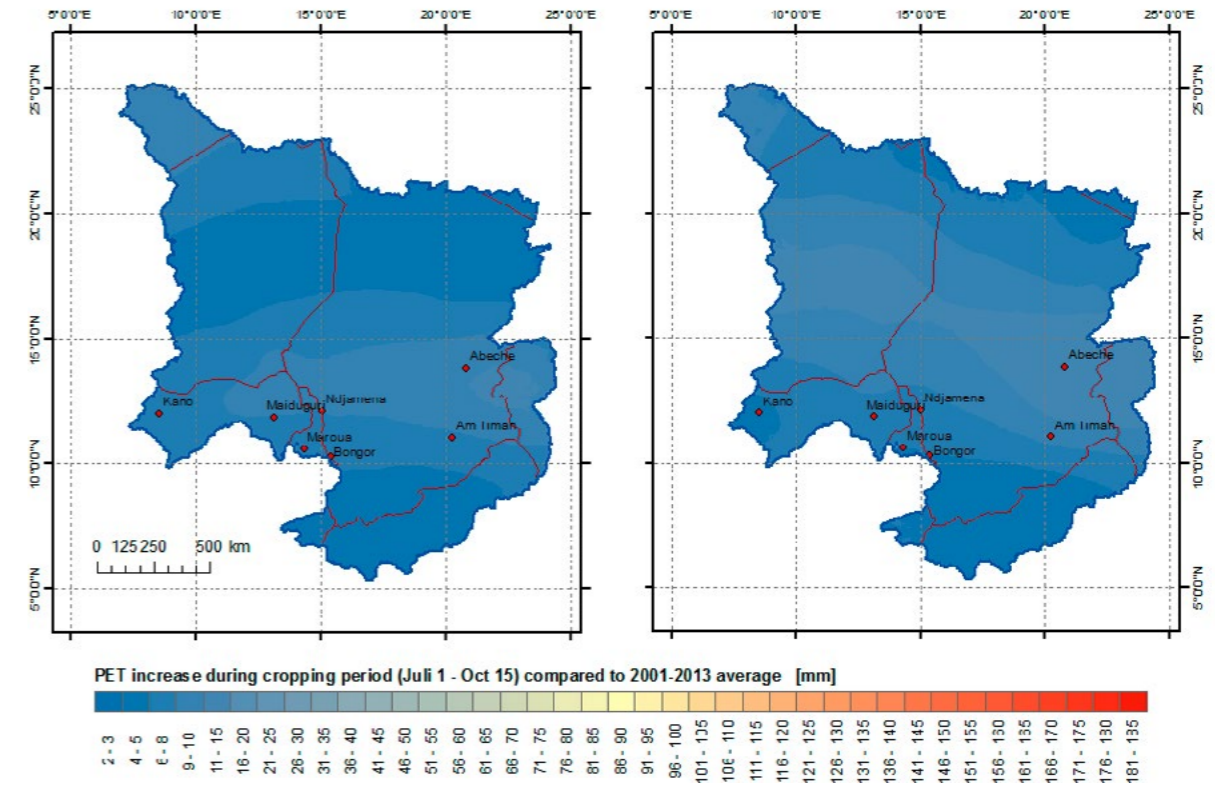 5°0'0"E 10°0'0"E 15°0'0"E 20°0'0"E 25°0'0"E 5°0'0"E 10°0'0"E 15°0'0"E 20°0'0"E 25°0'0"E
25°0'0"N 25°0'0"N
20°0'0"N 20°0'0"N
15°0'0"N 15°0'0"N
Abeche Abeche
Kano Maiduguri Ndjamena Kano Maiduguri Ndjamena
Am Timan Am Timan
Maroua Maroua
Bongor Bongor
10°0'0"N 10°0'0"N
0 125 250 500 km
5°0'0"N 5°0'0"N
PET increase during cropping period (Juli 1 - Oct 15) compared to 2001-2013 average [mm]
2 - 3
4 - 5
6 - 8
9 - 10
11 - 15
16 - 20
21 - 25
26 - 30
31 - 35
36 - 40
41 - 45
46 - 50
51 - 55
56 - 60
61 - 65
66 - 70
71 - 75
76 - 80
81 - 85
86 - 90
91 - 95
96 - 100
101 - 135
106 - 110
111 - 115
116 - 120
121 - 125
126 - 130
131 - 135
136 - 140
141 - 145
146 - 150
151 - 155
156 - 160
161 - 165
166 - 170
171 - 175
176 - 130
181 - 135